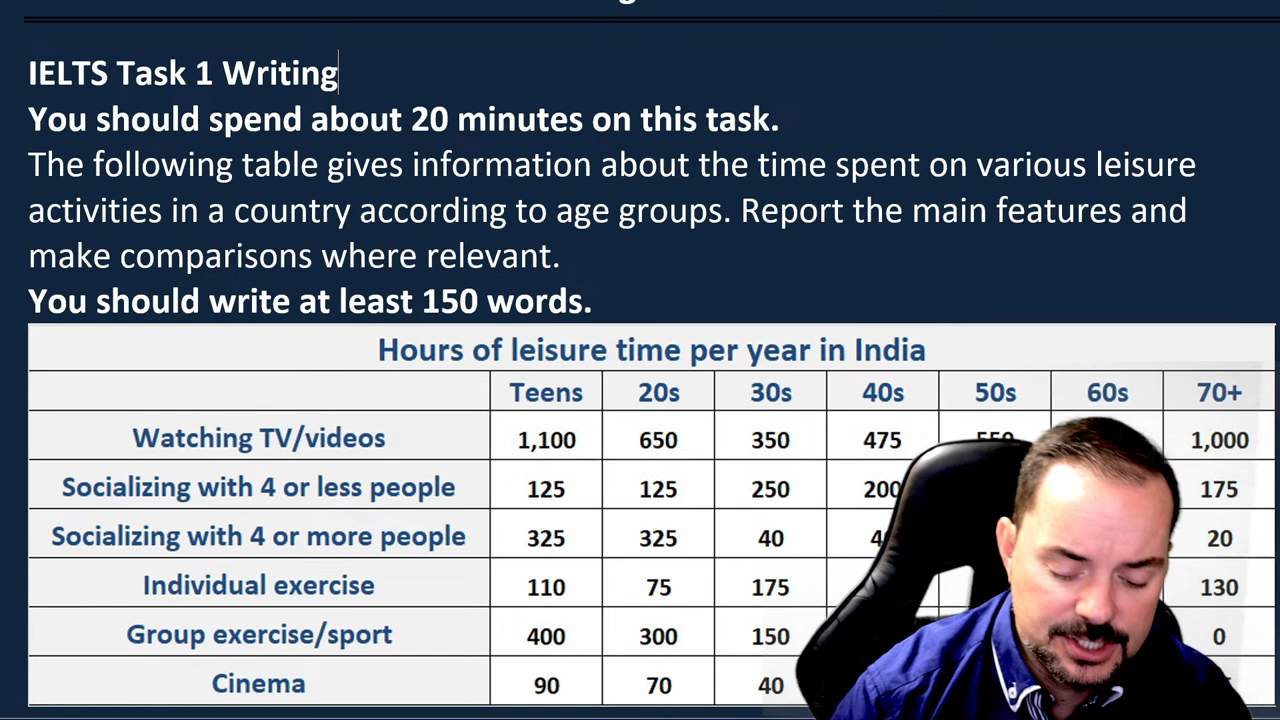 IELTS Task 1 Writing
You should spend about 20 minutes on this task.
The following table gives information about the time spent on various leisure
activities in a country according to age groups. Report the main features and
make comparisons where relevant.
You should write at least 150 words.
Hours of leisure time per year in India
Teens 20s 30s 40s 50s 60s 70+
Watching TV/videos 1,100 650 350 475 1,000
Socializing with 4 or less people 125 125 250 200 175
Socializing with 4 or more people 325 325 40 20
Individual exercise 110 75 175 130
Group exercise/sport 400 300 150 0
Cinema 90 70 40